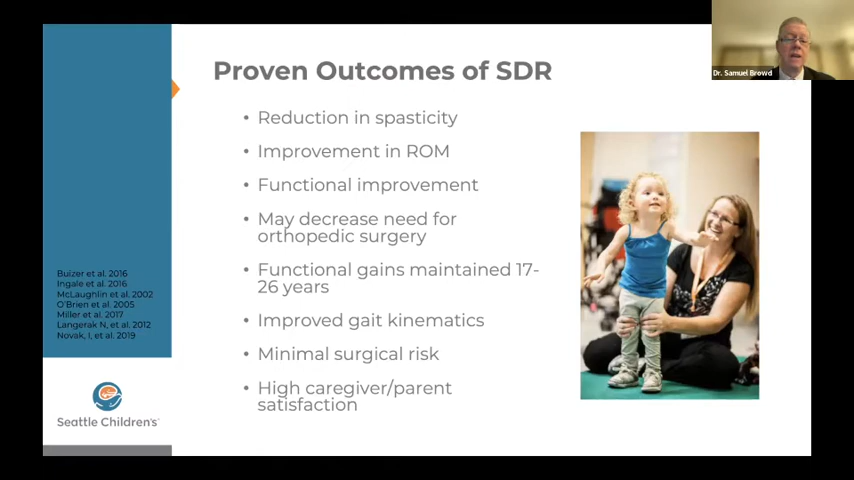 Dr. Samuel Browd
Proven Outcomes of SDR
• Reduction in spasticity
• Improvement in ROM
• Functional improvement
• May decrease need for
orthopedic surgery
• Functional gains maintained 17-
26 years
• Improved gait kinematics
• Minimal surgical risk
• High caregiver/parent
satisfaction
Buizer et al. 2016
Ingale et al. 2016
McLaughlin et al. 2002
O'Brien et al. 2005
Miller et al. 2017
Langerak N, et al. 2012
Novak, I, et al. 2019
Seattle Children's